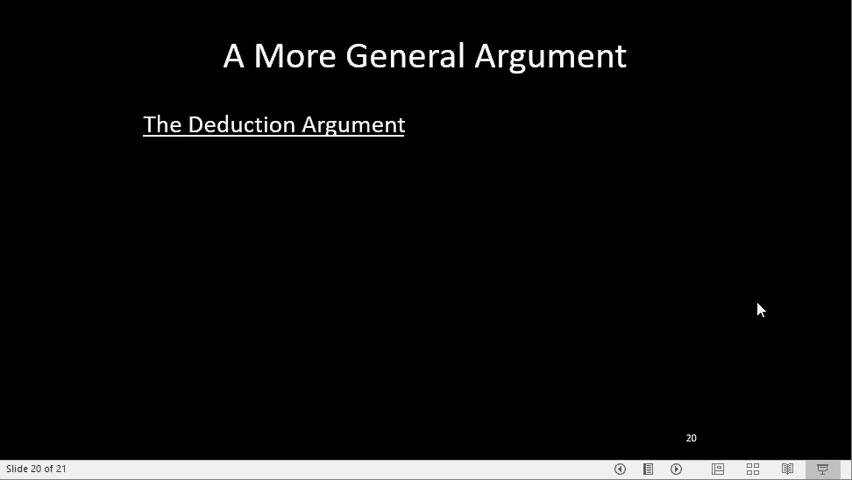 A More General Argument
The Deduction Argument
20
Slide 20 of 21